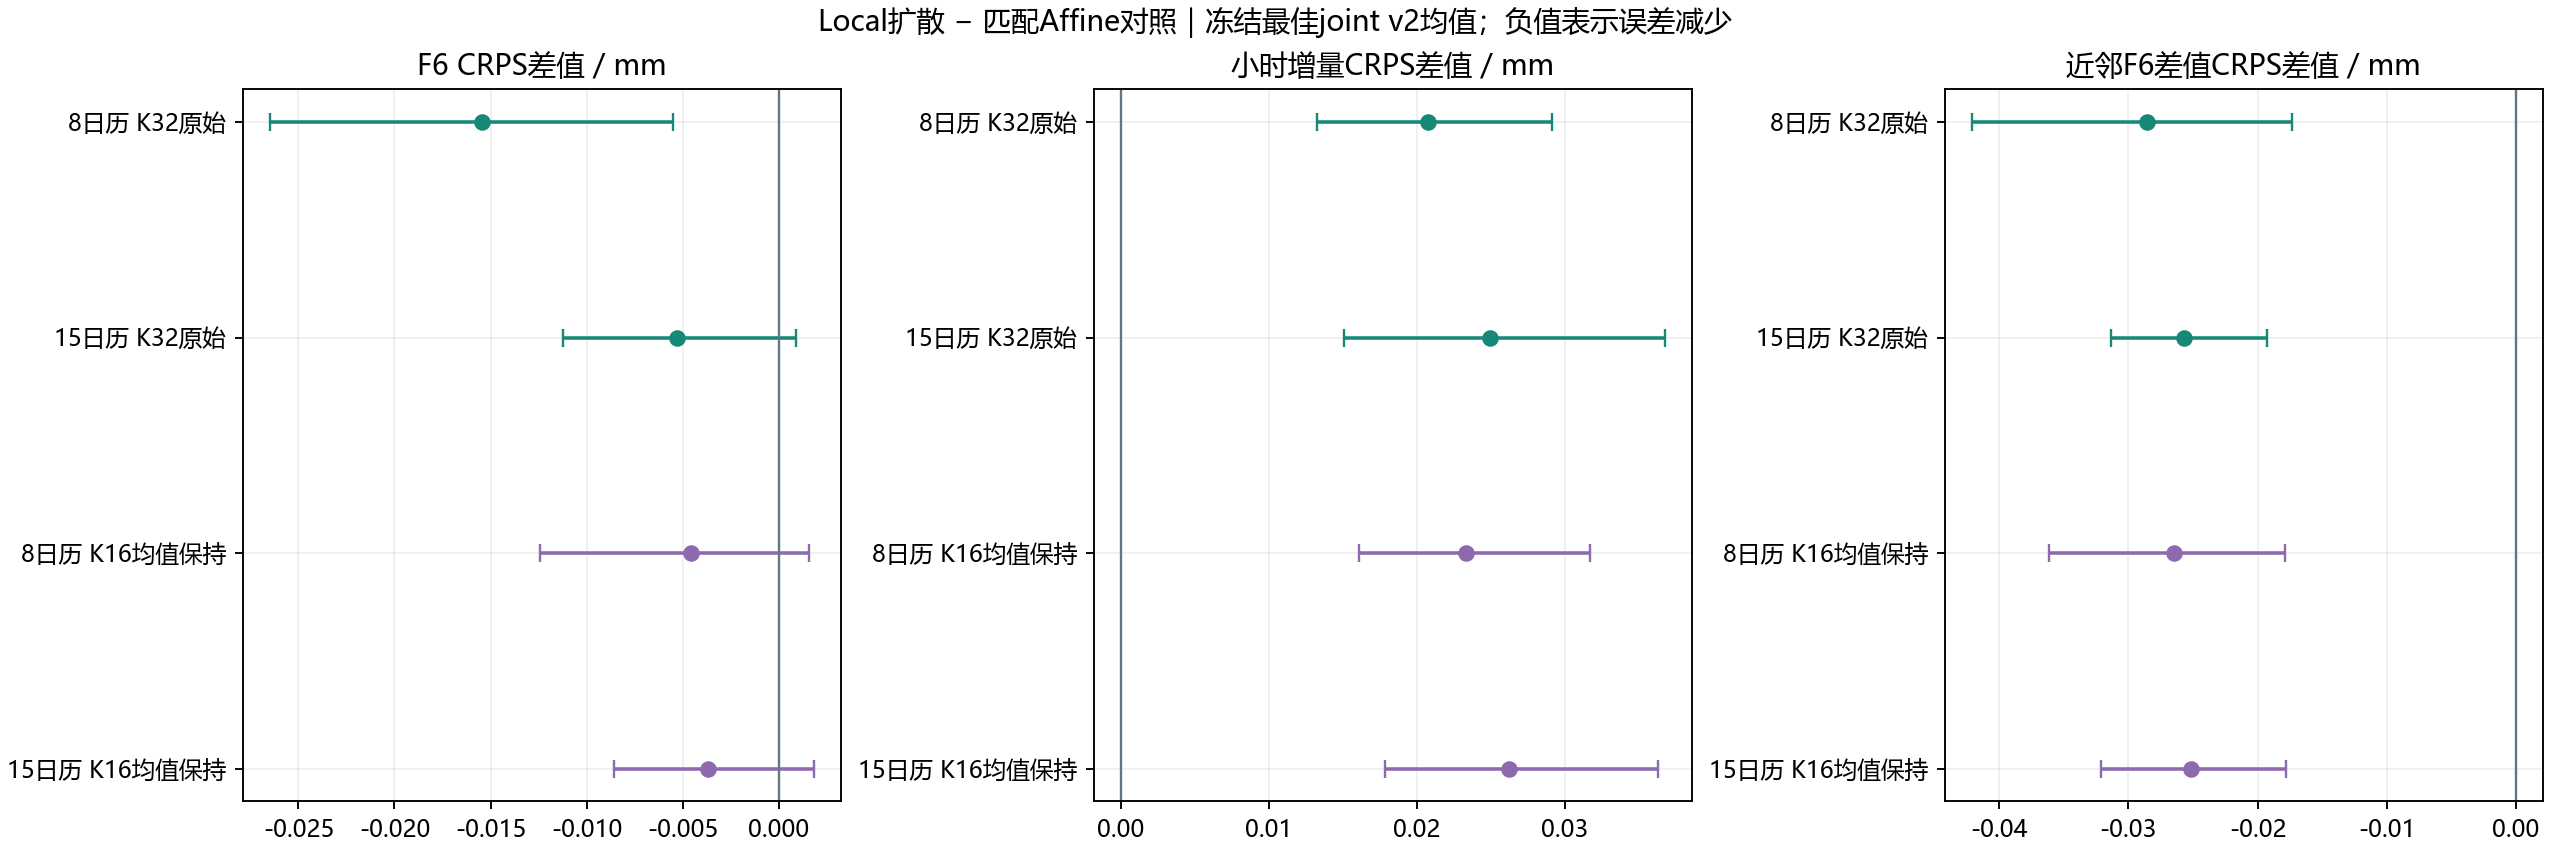 Local扩散 − 匹配Affine对照 | 冻结最佳joint v2均值；负值表示误差减少
F6 CRPS差值 / mm
8日历 K32原始
15日历 K32原始
8日历 K16均值保持
15日历 K16均值保持
-0.025 -0.020 -0.015 -0.010 -0.005 0.000
小时增量CRPS差值 / mm
8日历 K32原始
15日历 K32原始
8日历 K16均值保持
15日历 K16均值保持
0.00 0.01 0.02 0.03
近邻F6差值CRPS差值 / mm
8日历 K32原始
15日历 K32原始
8日历 K16均值保持
15日历 K16均值保持
-0.04 -0.03 -0.02 -0.01 0.00